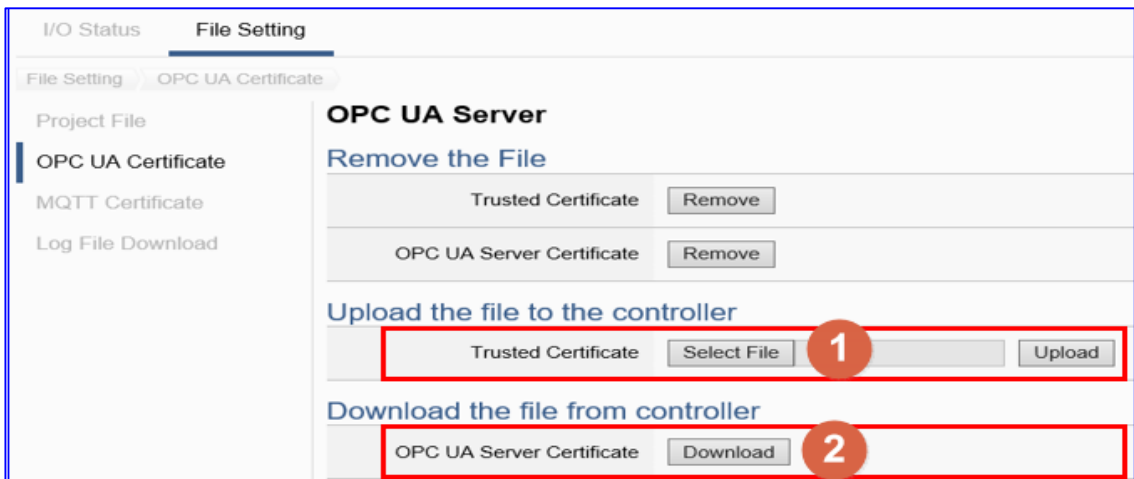 I/O Status File Setting
File Setting OPC UA Certificate
Project File
OPC UA Certificate
MQTT Certificate
Log File Download
OPC UA Server
Remove the File
Trusted Certificate Remove
OPC UA Server Certificate Remove
Upload the file to the controller
Trusted Certificate Select File 1 Upload
Download the file from controller
OPC UA Server Certificate Download 2